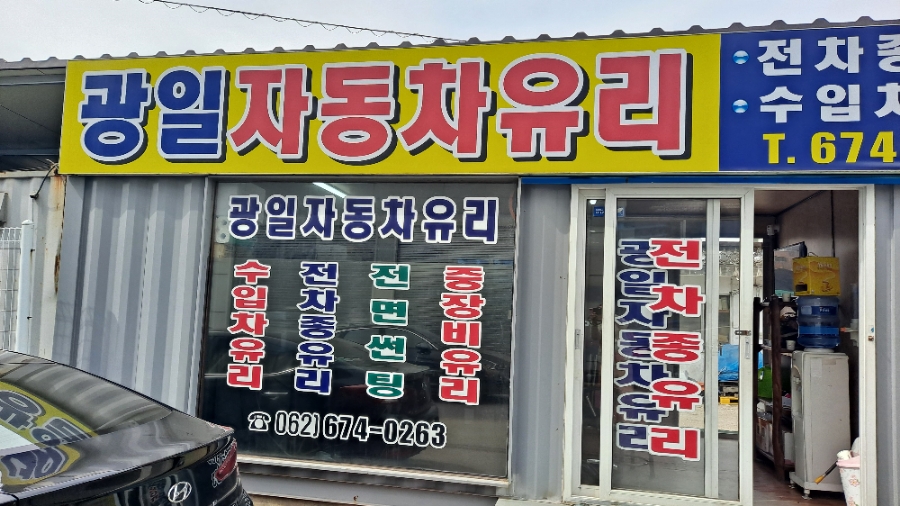 광일자동차유리
전차종
수입차
T. 674
광일자동차유리
수입차유리
전차종유리
전면썬팅
중장비유리
☎ 062) 674-0263
전차종유리
광일자동차유리